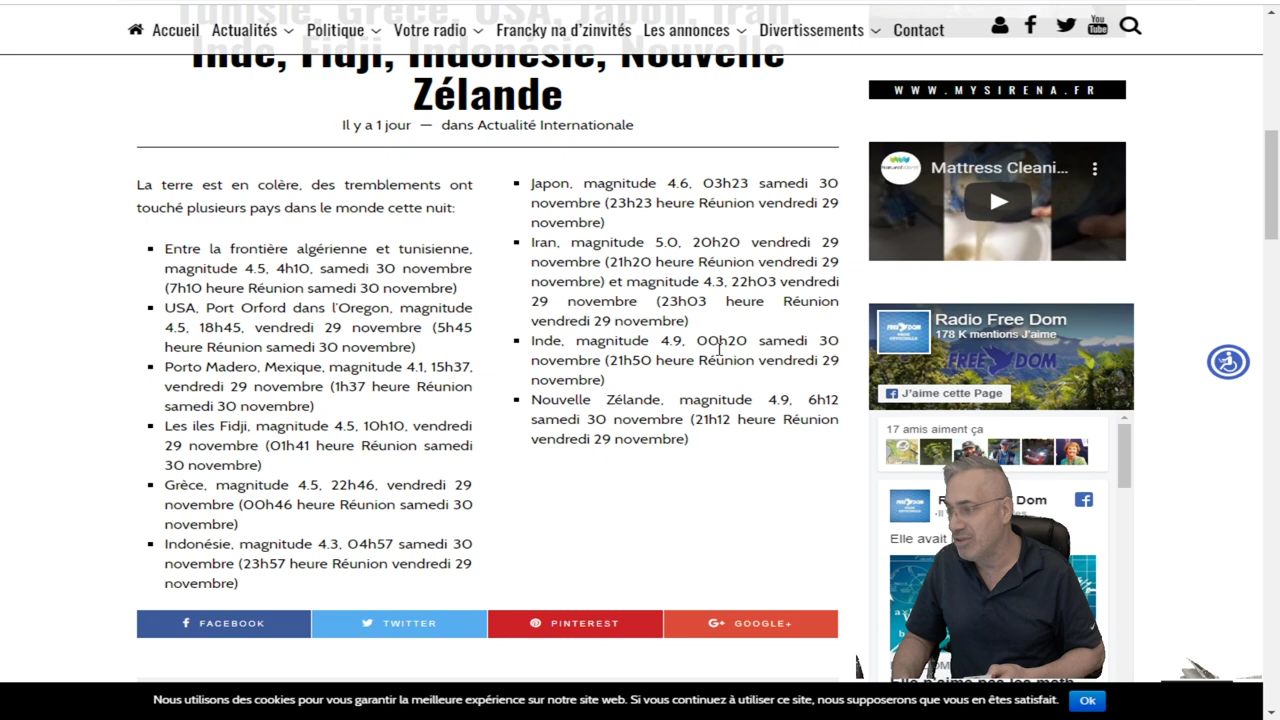 Tunisie, Grèce, USA, Japon, Iran,
Accueil Actualités Politique Votre radio Francky na d'zinvités Les annonces Divertissements Contact
You
Tube
Inde, Fidji, Indonésie, Nouvelle
Zélande
Il y a 1 jour — dans Actualité Internationale
La terre est en colère, des tremblements ont
touché plusieurs pays dans le monde cette nuit:
Entre la frontière algérienne et tunisienne,
magnitude 4.5, 4h10, samedi 30 novembre
(7h10 heure Réunion samedi 30 novembre)
USA, Port Orford dans l'Oregon, magnitude
4.5, 18h45, vendredi 29 novembre (5h45
heure Réunion samedi 30 novembre)
Porto Madero, Mexique, magnitude 4.1, 15h37,
vendredi 29 novembre (1h37 heure Réunion
samedi 30 novembre)
Les iles Fidji, magnitude 4.5, 10h10, vendredi
29 novembre (01h41 heure Réunion samedi
30 novembre)
Grèce, magnitude 4.5, 22h46, vendredi 29
novembre (00h46 heure Réunion samedi 30
novembre)
Indonésie, magnitude 4.3, 04h57 samedi 30
novembre (23h57 heure Réunion vendredi 29
novembre)
Japon, magnitude 4.6, 03h23 samedi 30
novembre (23h23 heure Réunion vendredi 29
novembre)
Iran, magnitude 5.0, 20h20 vendredi 29
novembre (21h20 heure Réunion vendredi 29
novembre) et magnitude 4.3, 22h03 vendredi
29 novembre (23h03 heure Réunion
vendredi 29 novembre)
Inde, magnitude 4.9, 00h20 samedi 30
novembre (21h50 heure Réunion vendredi 29
novembre)
Nouvelle Zélande, magnitude 4.9, 6h12
samedi 30 novembre (21h12 heure Réunion
vendredi 29 novembre)
FACEBOOK TWITTER PINTEREST GOOGLE+
WWW.MYSIRENA.FR
Mattress Cleani...
Radio Free Dom
178 K mentions J'aime
FREE DOM
J'aime cette Page
17 amis aiment ça
Dom
Elle avait
Nous utilisons des cookies pour vous garantir la meilleure expérience sur notre site web. Si vous continuez à utiliser ce site, nous supposerons que vous en êtes satisfait. Ok